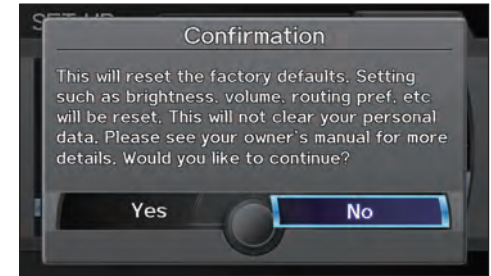 SET UP
Confirmation
This will reset the factory defaults. Setting
such as brightness, volume, routing pref, etc
will be reset. This will not clear your personal
data. Please see your owner's manual for more
details. Would you like to continue?
Yes
No